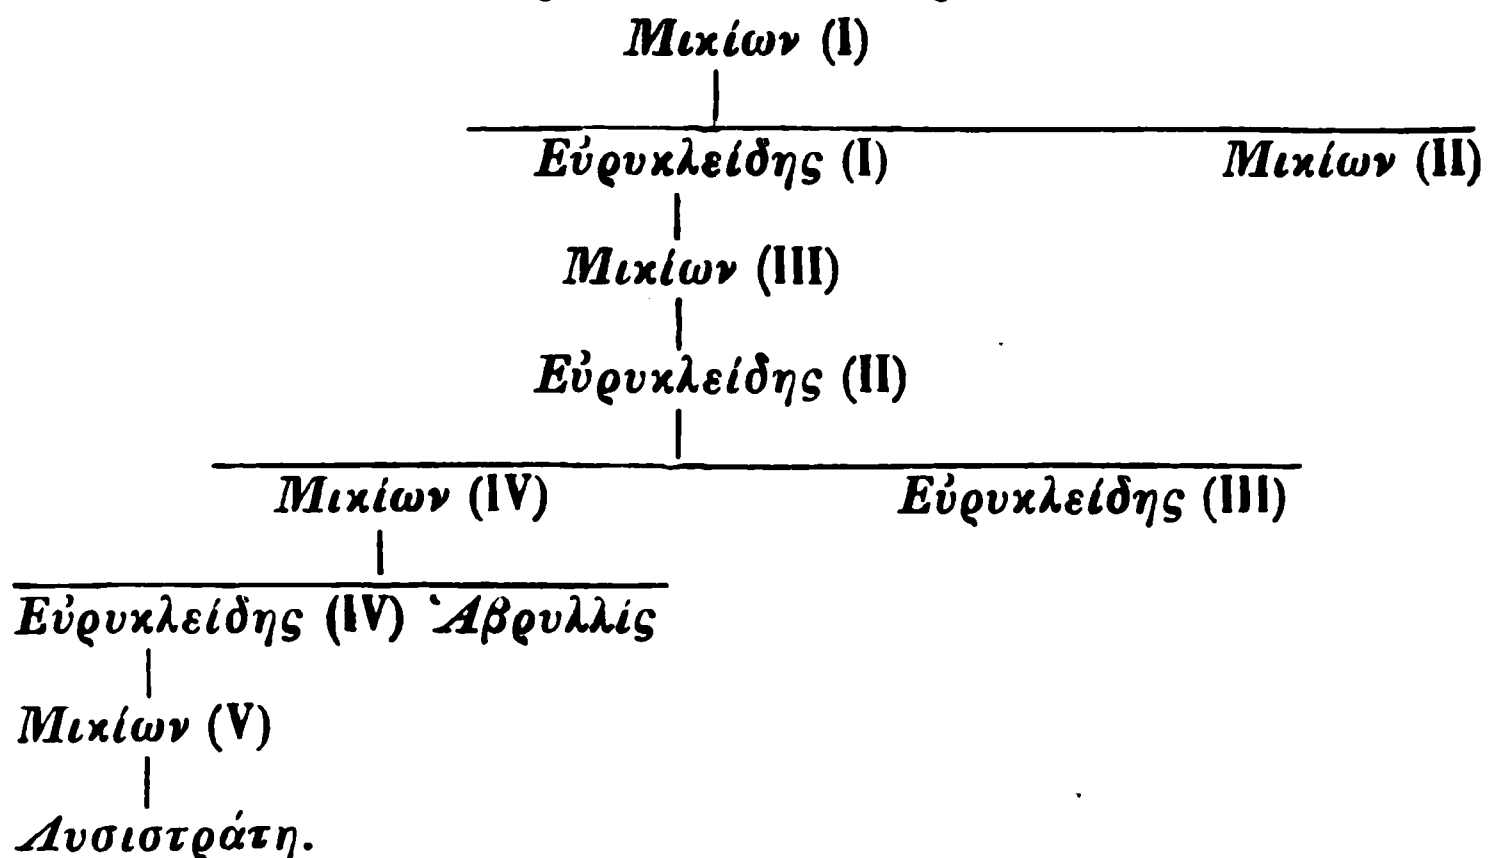 Μικίων (I)
Εὐρυκλείδης (I) Μικίων (II)
Μικίων (III)
Εὐρυκλείδης (II)
Μικίων (IV) Εὐρυκλείδης (III)
Εὐρυκλείδης (IV) Ἁβρυλλίς
Μικίων (V)
Λυσιστράτη.